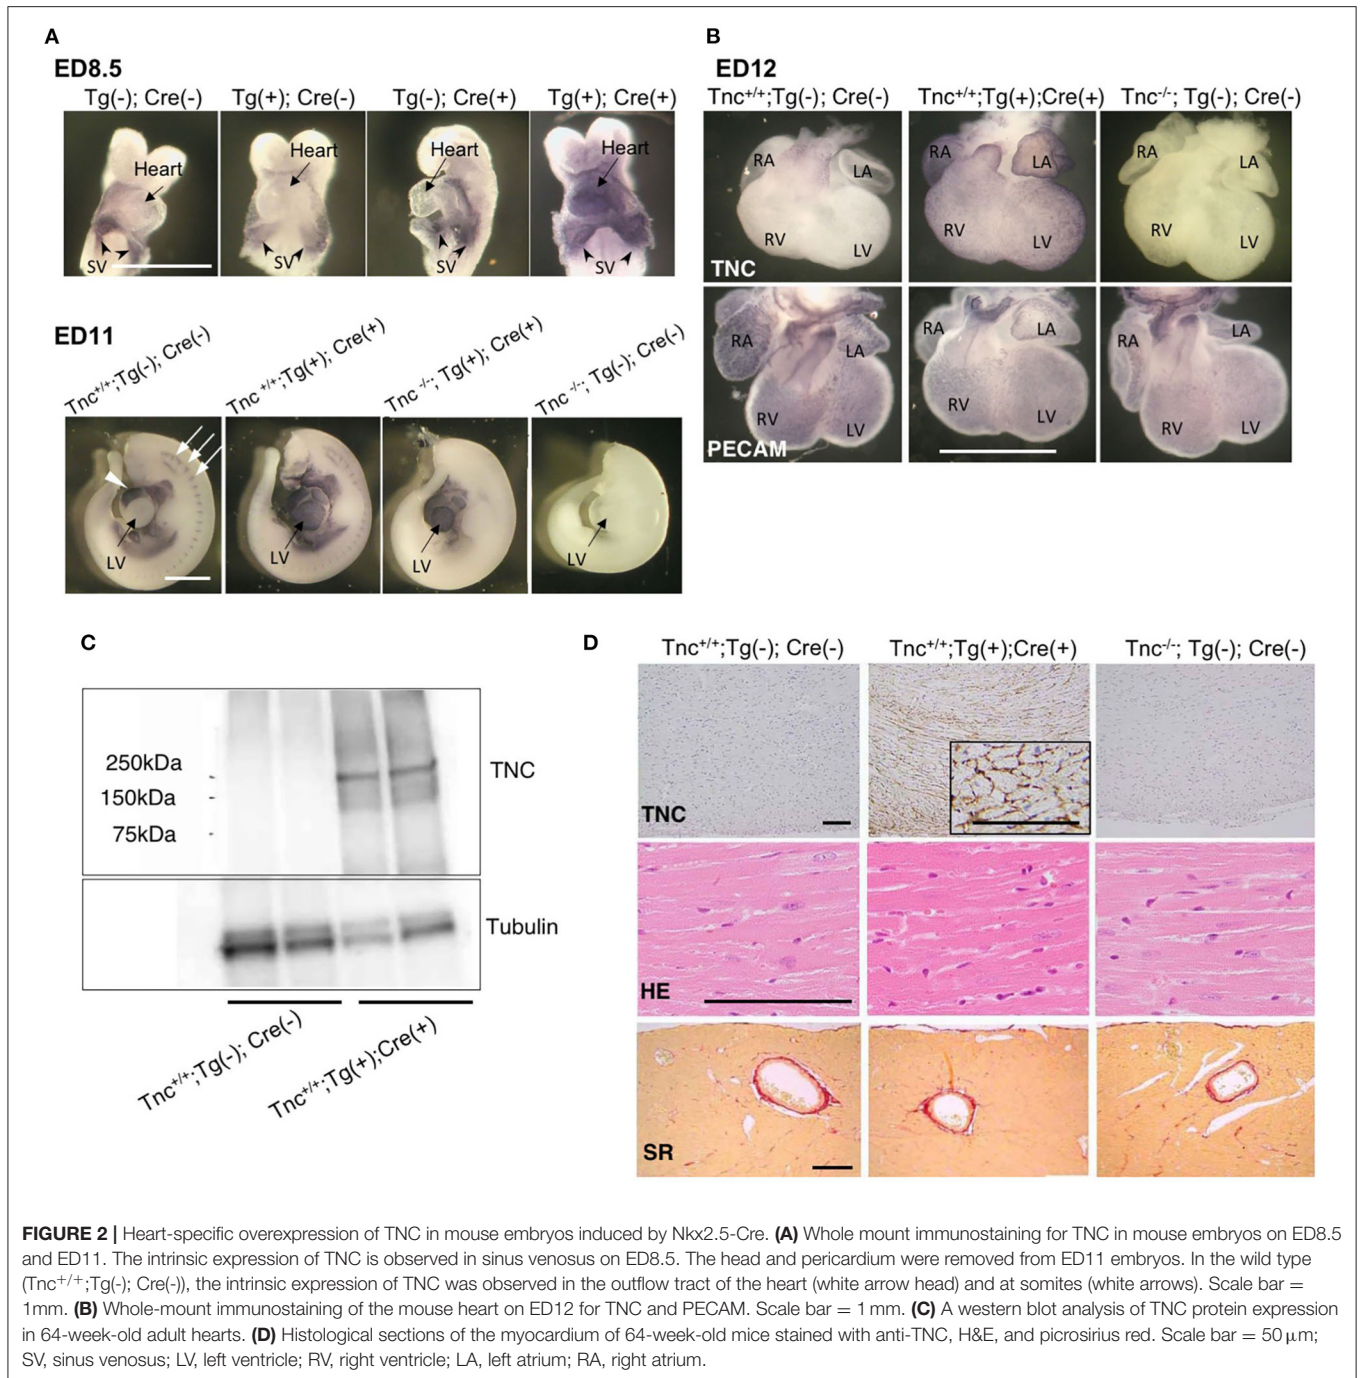 A
ED8.5
Tg(-); Cre(-)
Tg(+); Cre(-)
Tg(-); Cre(+)
Tg(+); Cre(+)
Heart
Heart
Heart
Heart
SV
SV
SV
SV
ED11
Tnc+/+;Tg(-); Cre(-)
Tnc+/+;Tg(+); Cre(+)
Tnc-/-; Tg(+); Cre(+)
Tnc-/-; Tg(-); Cre(-)
LV
LV
LV
LV
B
ED12
Tnc+/+;Tg(-); Cre(-)
Tnc+/+;Tg(+);Cre(+)
Tnc-/-; Tg(-); Cre(-)
RA
LA
RV
LV
TNC
RA
LA
RV
LV
RA
LA
RV
LV
RA
LA
RV
LV
PECAM
RA
LA
RV
LV
RA
LA
RV
LV
C
250kDa
150kDa
75kDa
TNC
Tubulin
Tnc+/+;Tg(-); Cre(-)
Tnc+/+;Tg(+);Cre(+)
D
Tnc+/+;Tg(-); Cre(-)
Tnc+/+;Tg(+);Cre(+)
Tnc-/-; Tg(-); Cre(-)
TNC
HE
SR
FIGURE 2 | Heart-specific overexpression of TNC in mouse embryos induced by Nkx2.5-Cre. (A) Whole mount immunostaining for TNC in mouse embryos on ED8.5
and ED11. The intrinsic expression of TNC is observed in sinus venosus on ED8.5. The head and pericardium were removed from ED11 embryos. In the wild type
(Tnc+/+;Tg(-); Cre(-)), the intrinsic expression of TNC was observed in the outflow tract of the heart (white arrow head) and at somites (white arrows). Scale bar =
1mm. (B) Whole-mount immunostaining of the mouse heart on ED12 for TNC and PECAM. Scale bar = 1 mm. (C) A western blot analysis of TNC protein expression
in 64-week-old adult hearts. (D) Histological sections of the myocardium of 64-week-old mice stained with anti-TNC, H&E, and picrosirius red. Scale bar = 50 μm;
SV, sinus venosus; LV, left ventricle; RV, right ventricle; LA, left atrium; RA, right atrium.